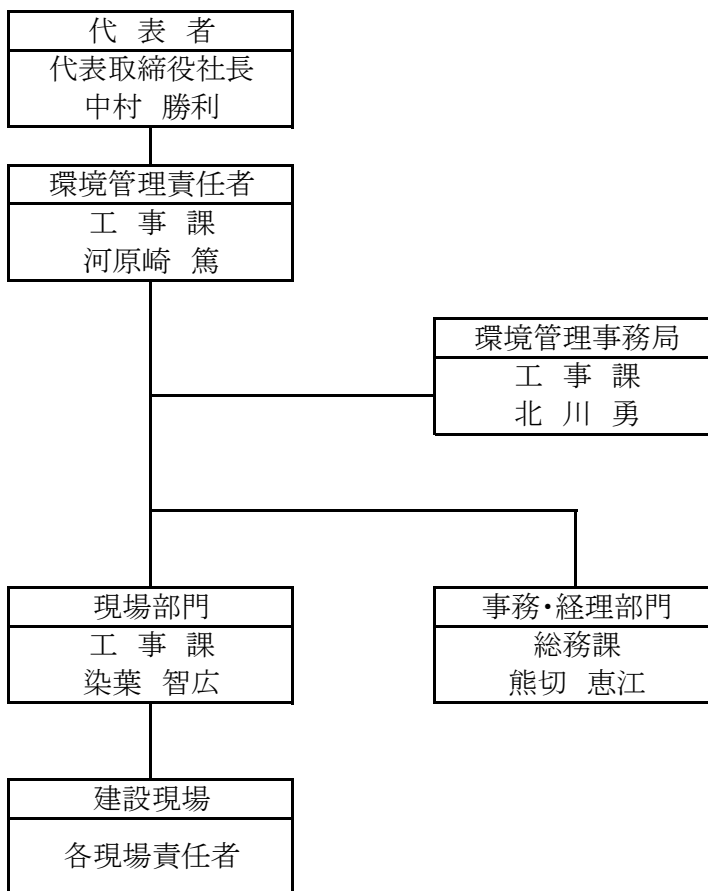 代 表 者
代表取締役社長
中村 勝利
環境管理責任者
工 事 課
河原崎 篤
環境管理事務局
工 事 課
北 川 勇
現場部門
工 事 課
染葉 智広
事務・経理部門
総務課
熊切 恵江
建設現場
各現場責任者